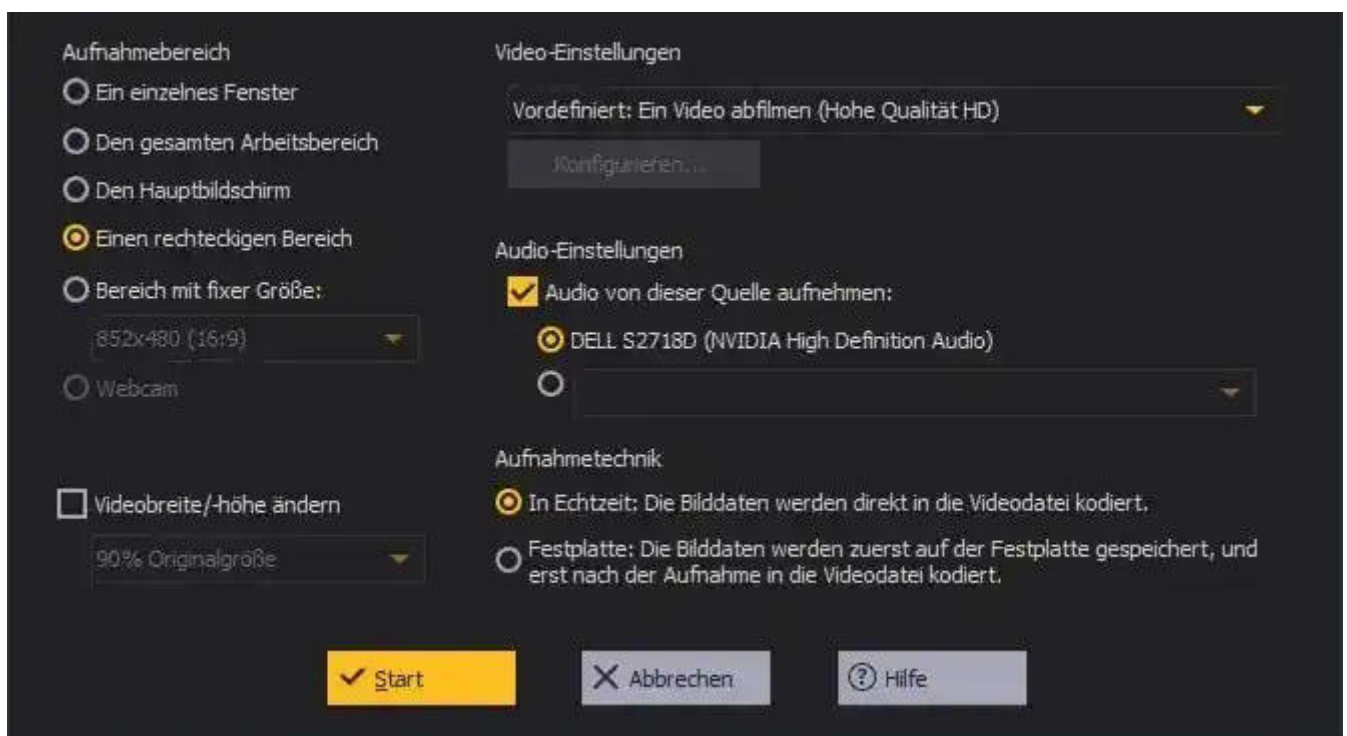 Aufnahmebereich
Ein einzelnes Fenster
Den gesamten Arbeitsbereich
Den Hauptbildschirm
Einen rechteckigen Bereich
Bereich mit fixer Größe:
852x480 (16:9)
Webcam
Videobreite/-höhe ändern
90% Originalgröße
Video-Einstellungen
Vordefiniert: Ein Video abfilmen (Hohe Qualität HD)
Konfigurieren...
Audio-Einstellungen
Audio von dieser Quelle aufnehmen:
DELL S2718D (NVIDIA High Definition Audio)
Aufnahmetechnik
In Echtzeit: Die Bilddaten werden direkt in die Videodatei kodiert.
Festplatte: Die Bilddaten werden zuerst auf der Festplatte gespeichert, und
erst nach der Aufnahme in die Videodatei kodiert.
Start
Abbrechen
Hilfe